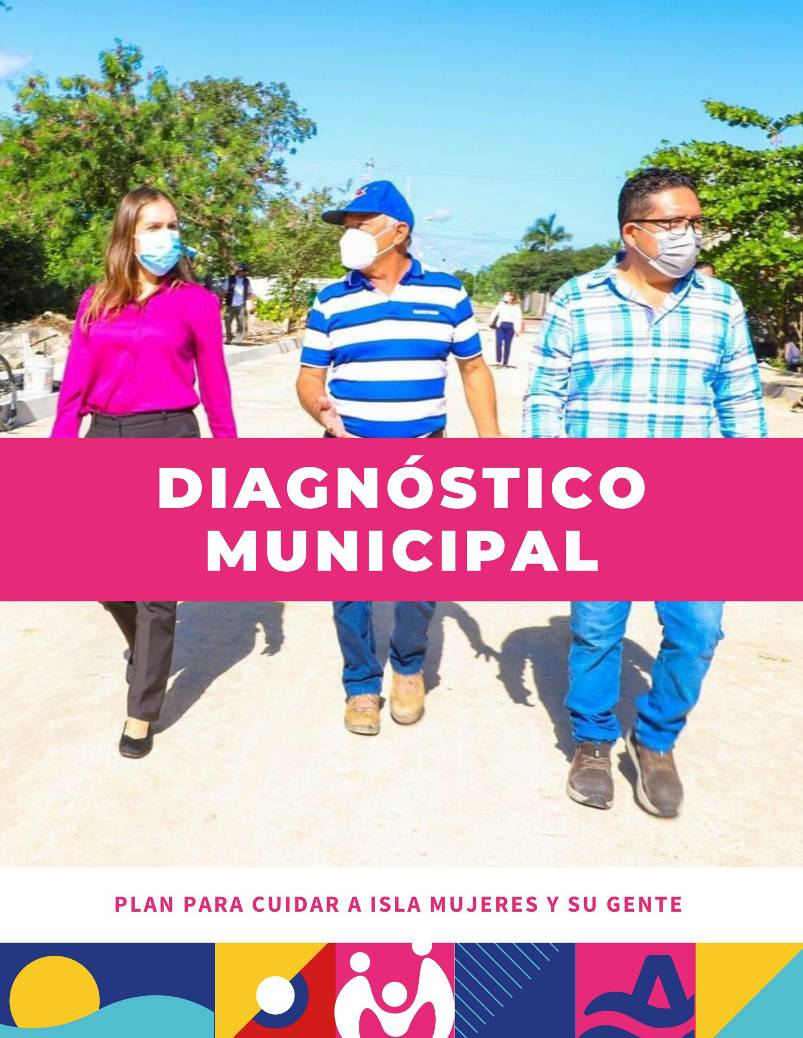 DIAGNÓSTICO
MUNICIPAL
PLAN PARA CUIDAR A ISLA MUJERES Y SU GENTE